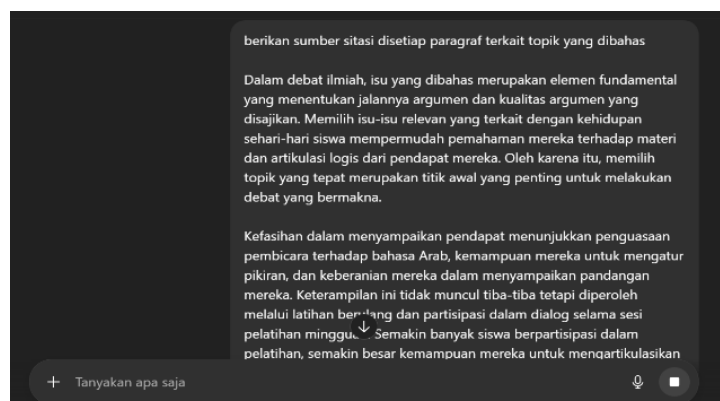 berikan sumber sitasi disetiap paragraf terkait topik yang dibahas
Dalam debat ilmiah, isu yang dibahas merupakan elemen fundamental
yang menentukan jalannya argumen dan kualitas argumen yang
disajikan. Memilih isu-isu relevan yang terkait dengan kehidupan
sehari-hari siswa mempermudah pemahaman mereka terhadap materi
dan artikulasi logis dari pendapat mereka. Oleh karena itu, memilih
topik yang tepat merupakan titik awal yang penting untuk melakukan
debat yang bermakna.
Kefasihan dalam menyampaikan pendapat menunjukkan penguasaan
pembicara terhadap bahasa Arab, kemampuan mereka untuk mengatur
pikiran, dan keberanian mereka dalam menyampaikan pandangan
mereka. Keterampilan ini tidak muncul tiba-tiba tetapi diperoleh
melalui latihan dan partisipasi dalam dialog selama sesi
pelatihan Semakin banyak siswa berpartisipasi dalam
pelatihan, semakin besar kemampuan mereka untuk mengartikulasikan
Tanyakan apa saja